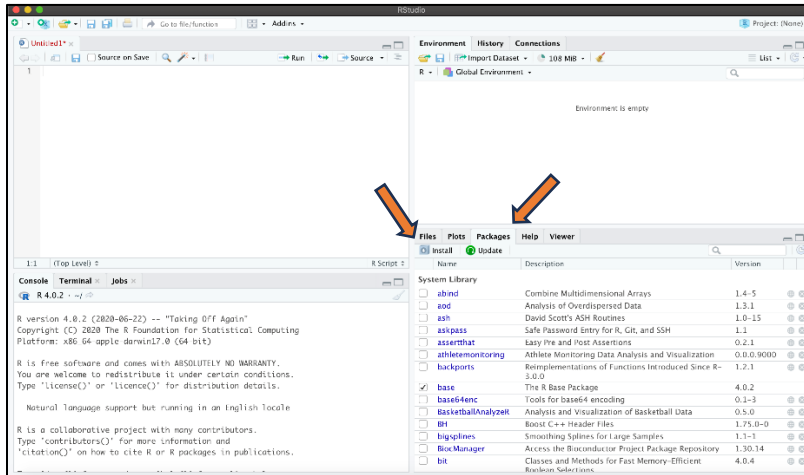 RStudio
Go to file/function
Addins
Project: (None)
Untitled1*
Source on Save
Run
Source
1
1:1
(Top Level)
R Script
Console Terminal Jobs
R 4.0.2 · ~/
R version 4.0.2 (2020-06-22) -- "Taking Off Again"
Copyright (C) 2020 The R Foundation for Statistical Computing
Platform: x86_64-apple-darwin17.0 (64-bit)
R is free software and comes with ABSOLUTELY NO WARRANTY.
You are welcome to redistribute it under certain conditions.
Type 'license()' or 'licence()' for distribution details.
Natural language support but running in an English locale
R is a collaborative project with many contributors.
Type 'contributors()' for more information and
'citation()' on how to cite R or R packages in publications.
Environment History Connections
Import Dataset
108 MiB
List
R
Global Environment
Environment is empty
Files Plots Packages Help Viewer
Install
Update
Name Description Version
System Library
abind Combine Multidimensional Arrays 1.4-5
aod Analysis of Overdispersed Data 1.3.1
ash David Scott's ASH Routines 1.0-15
askpass Safe Password Entry for R, Git, and SSH 1.1
assertthat Easy Pre and Post Assertions 0.2.1
athletemonitoring Athlete Monitoring Data Analysis and Visualization 0.0.0.9000
backports Reimplementations of Functions Introduced Since R- 1.2.1
3.0.0
base The R Base Package 4.0.2
base64enc Tools for base64 encoding 0.1-3
BasketballAnalyzeR Analysis and Visualization of Basketball Data 0.5.0
BH Boost C++ Header Files 1.75.0-0
bigsplines Smoothing Splines for Large Samples 1.1-1
BiocManager Access the Bioconductor Project Package Repository 1.30.14
bit Classes and Methods for Fast Memory-Efficient 4.0.4
Boolean Selections